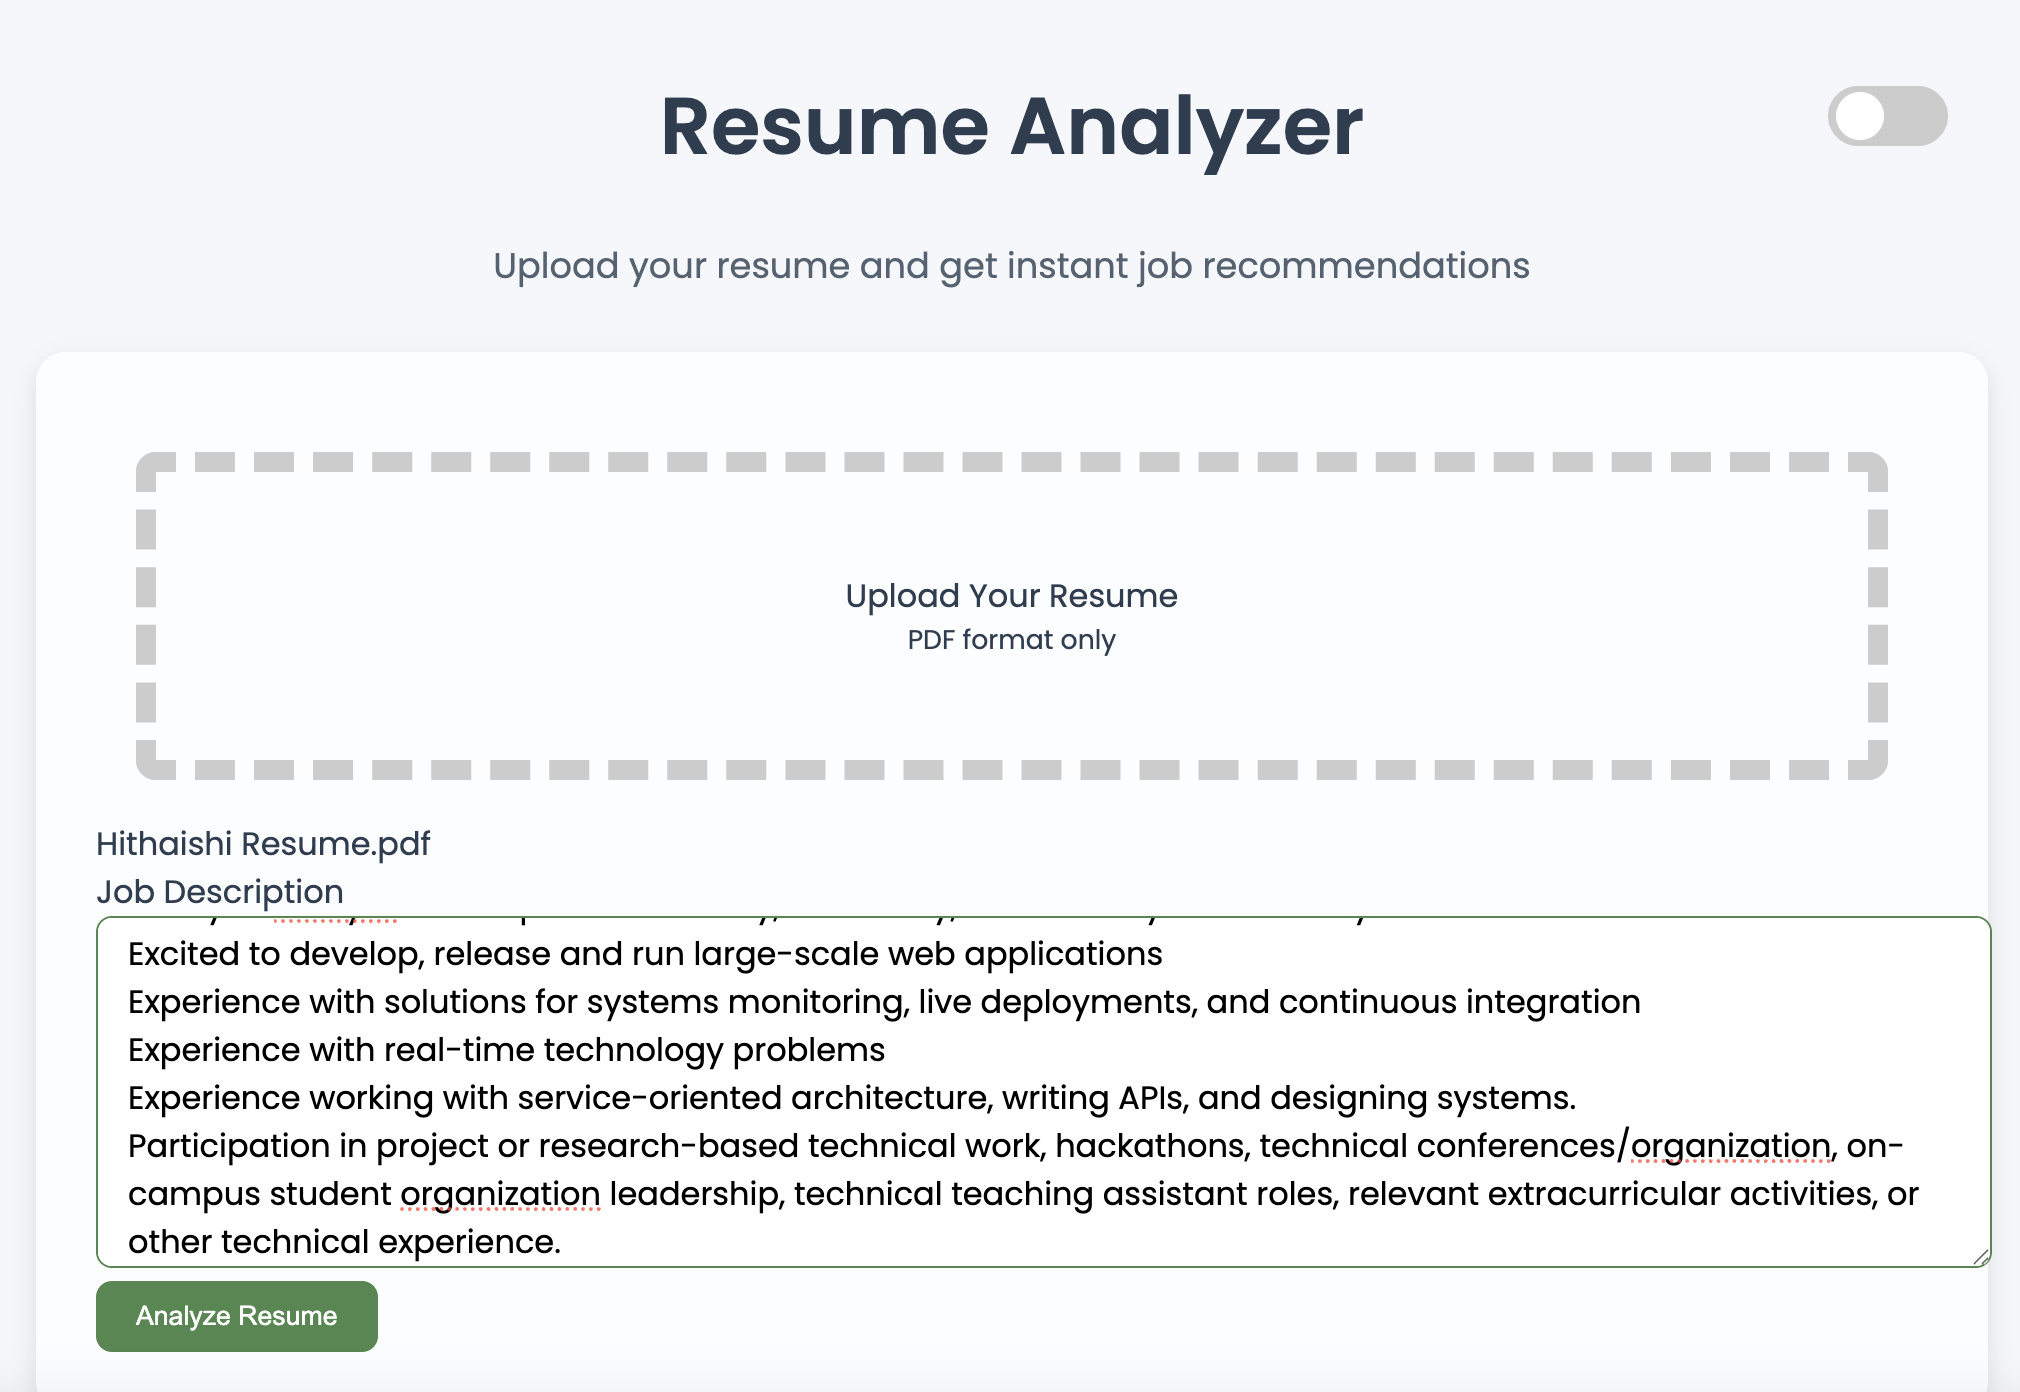 Resume Analyzer
Upload your resume and get instant job recommendations
Upload Your Resume
PDF format only
Hithaishi Resume.pdf
Job Description
Excited to develop, release and run large-scale web applications
Experience with solutions for systems monitoring, live deployments, and continuous integration
Experience with real-time technology problems
Experience working with service-oriented architecture, writing APIs, and designing systems.
Participation in project or research-based technical work, hackathons, technical conferences/organization, on-
campus student organization leadership, technical teaching assistant roles, relevant extracurricular activities, or
other technical experience.
Analyze Resume